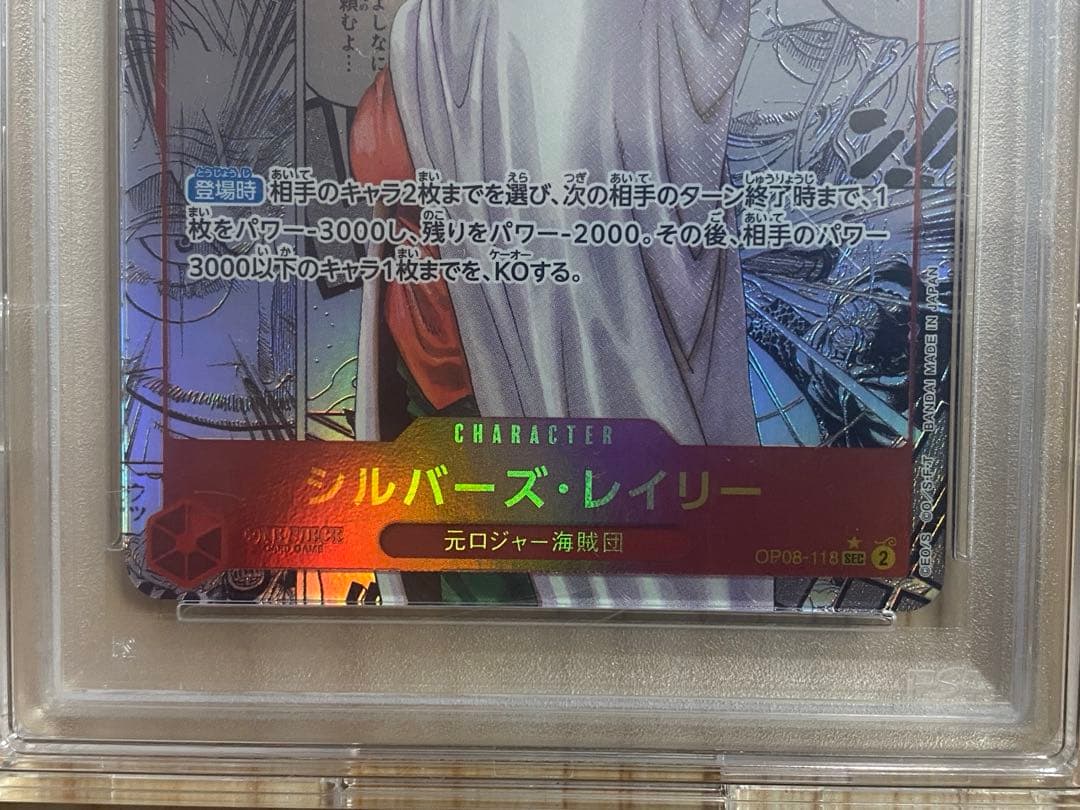 よしなに
頼むよ…
登場時 相手のキャラ2枚までを選び、次の相手のターン終了時まで、1
枚をパワー-3000し、残りをパワー-2000。その後、相手のパワー
3000以下のキャラ1枚までを、KOする。
CHARACTER
シルバーズ・レイリー
ONE PIECE
CARD GAME
元ロジャー海賊団
OP08-118 SEC 2
©E.O./S. ©O./S.,F.,T. BANDAI MADE IN JAPAN